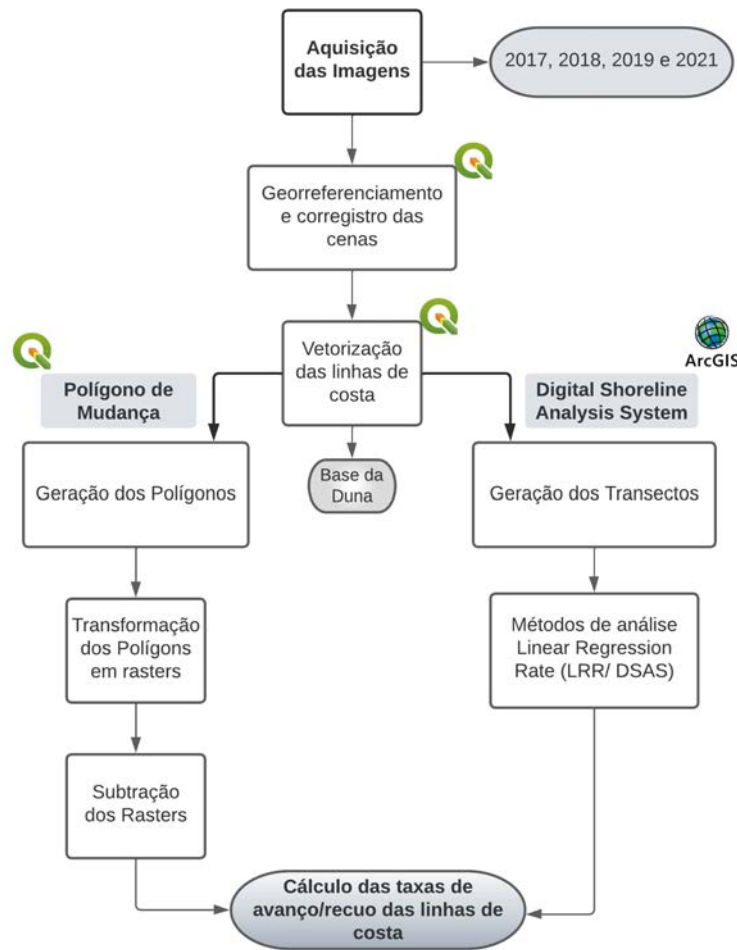 Aquisição
das Imagens
2017, 2018, 2019 e 2021
Georreferenciamento
e corregistro das
cenas
Vetorização
das linhas de
costa
ArcGIS
Polígono de
Mudança
Digital Shoreline
Analysis System
Geração dos Polígonos
Base da
Duna
Geração dos Transectos
Transformação
dos Polígons
em rasters
Métodos de análise
Linear Regression
Rate (LRR/ DSAS)
Subtração
dos Rasters
Cálculo das taxas de
avanço/recuo das linhas de
costa